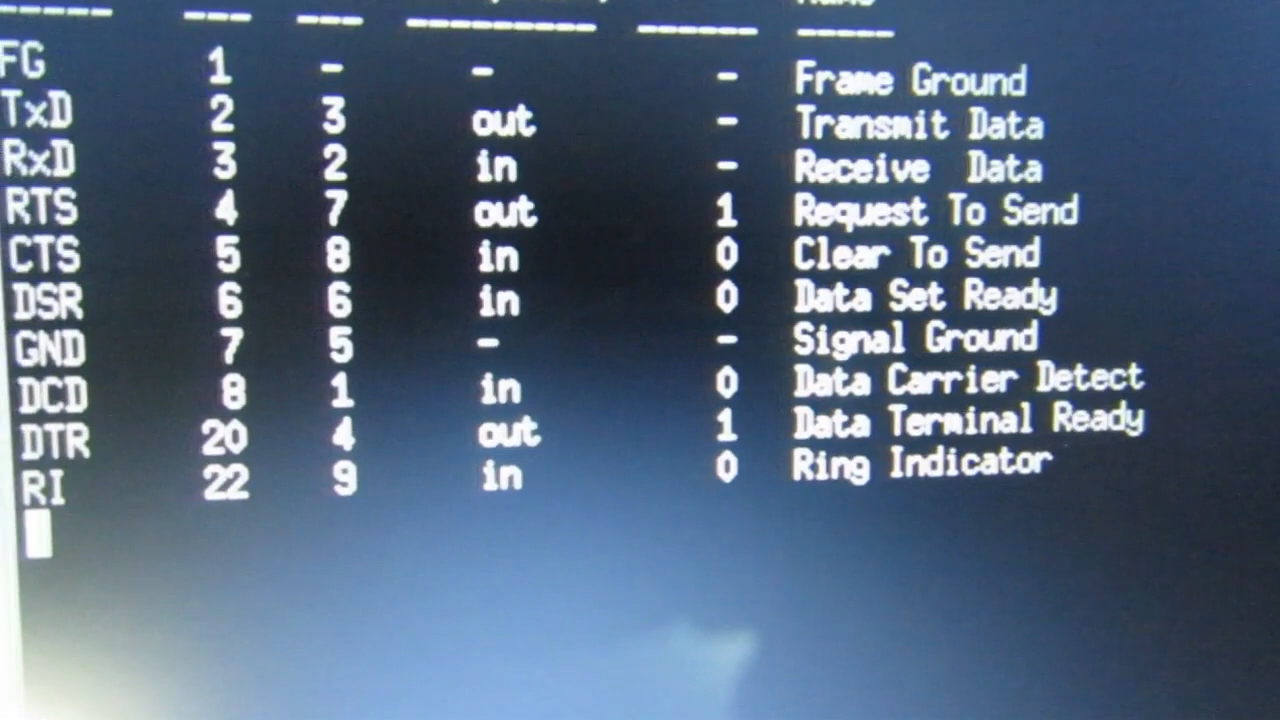 ----- --- --- --------- ------ -----
FG 1 - - - Frame Ground
TxD 2 3 out - Transmit Data
RxD 3 2 in - Receive  Data
RTS 4 7 out 1 Request To Send
CTS 5 8 in 0 Clear To Send
DSR 6 6 in 0 Data Set Ready
GND 7 5 - - Signal Ground
DCD 8 1 in 0 Data Carrier Detect
DTR 20 4 out 1 Data Terminal Ready
RI 22 9 in 0 Ring Indicator